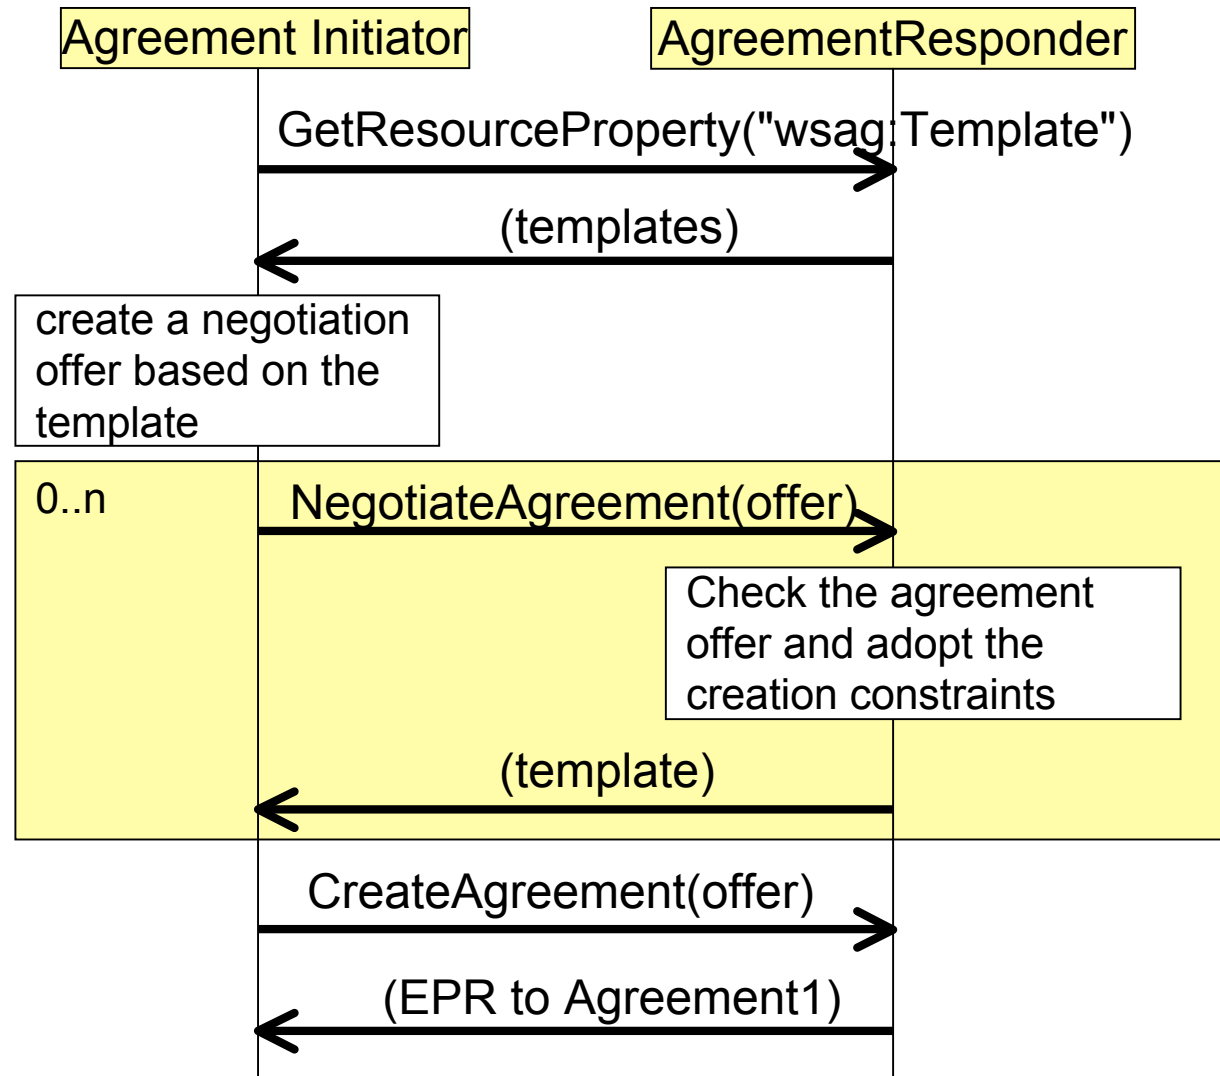 Agreement Initiator
AgreementResponder
GetResourceProperty("wsag:Template")
(templates)
create a negotiation
offer based on the
template
0..n
NegotiateAgreement(offer)
Check the agreement
offer and adopt the
creation constraints
(template)
CreateAgreement(offer)
(EPR to Agreement1)